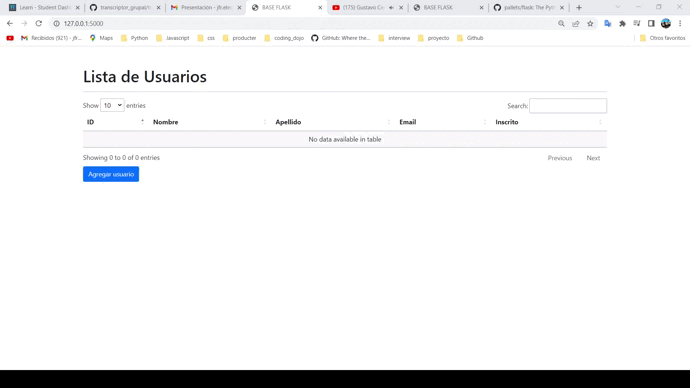 Learn - Student Dash
transcriptor_grupal/
Presentación - jfr.ebn
BASE FLASK
(175) Gustavo Ce
BASE FLASK
pallets/flask: The Pyth
127.0.0.1:5000
Recibidos (921) - jfr...
Maps
Python
Javascript
css
producter
coding_dojo
GitHub: Where the...
interview
proyecto
Github
Otros favoritos
Lista de Usuarios
Show 10 entries
Search:
ID Nombre Apellido Email Inscrito
No data available in table
Showing 0 to 0 of 0 entries
Previous Next
Agregar usuario